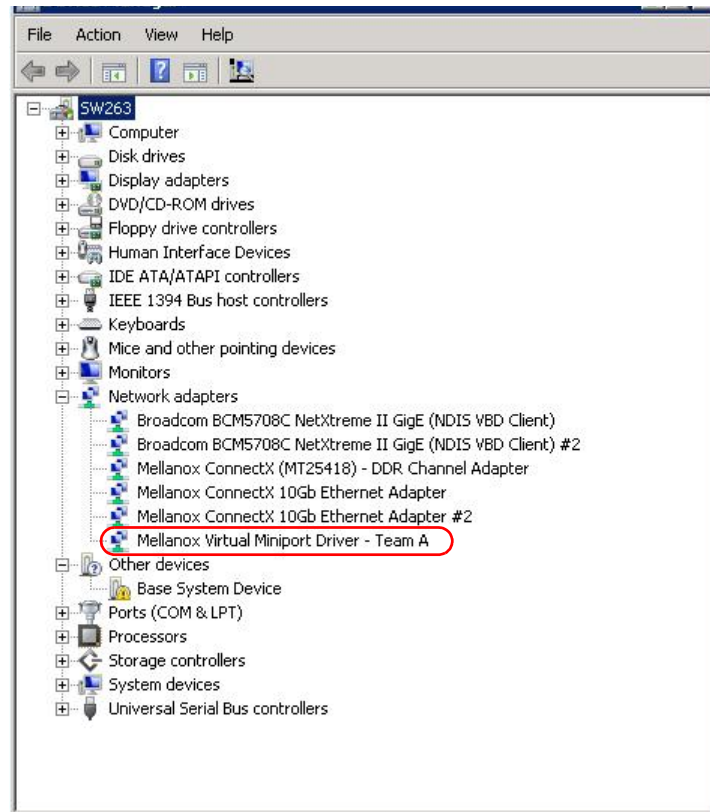 File Action View Help
SW263
Computer
Disk drives
Display adapters
DVD/CD-ROM drives
Floppy drive controllers
Human Interface Devices
IDE ATA/ATAPI controllers
IEEE 1394 Bus host controllers
Keyboards
Mice and other pointing devices
Monitors
Network adapters
Broadcom BCM5708C NetXtreme II GigE (NDIS VBD Client)
Broadcom BCM5708C NetXtreme II GigE (NDIS VBD Client) #2
Mellanox ConnectX (MT25418) - DDR Channel Adapter
Mellanox ConnectX 10Gb Ethernet Adapter
Mellanox ConnectX 10Gb Ethernet Adapter #2
Mellanox Virtual Miniport Driver - Team A
Other devices
Base System Device
Ports (COM & LPT)
Processors
Storage controllers
System devices
Universal Serial Bus controllers